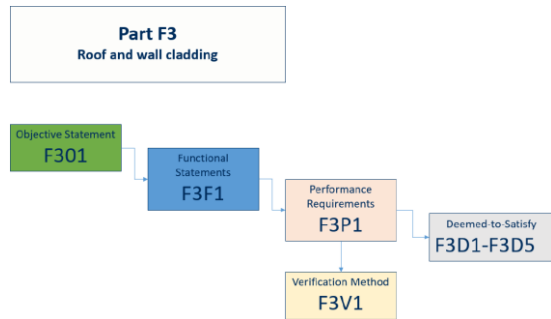 Part F3
Roof and wall cladding
Objective Statement
F3O1
Functional
Statements
F3F1
Performance
Requirements
F3P1
Deemed-to-Satisfy
F3D1-F3D5
Verification Method
F3V1